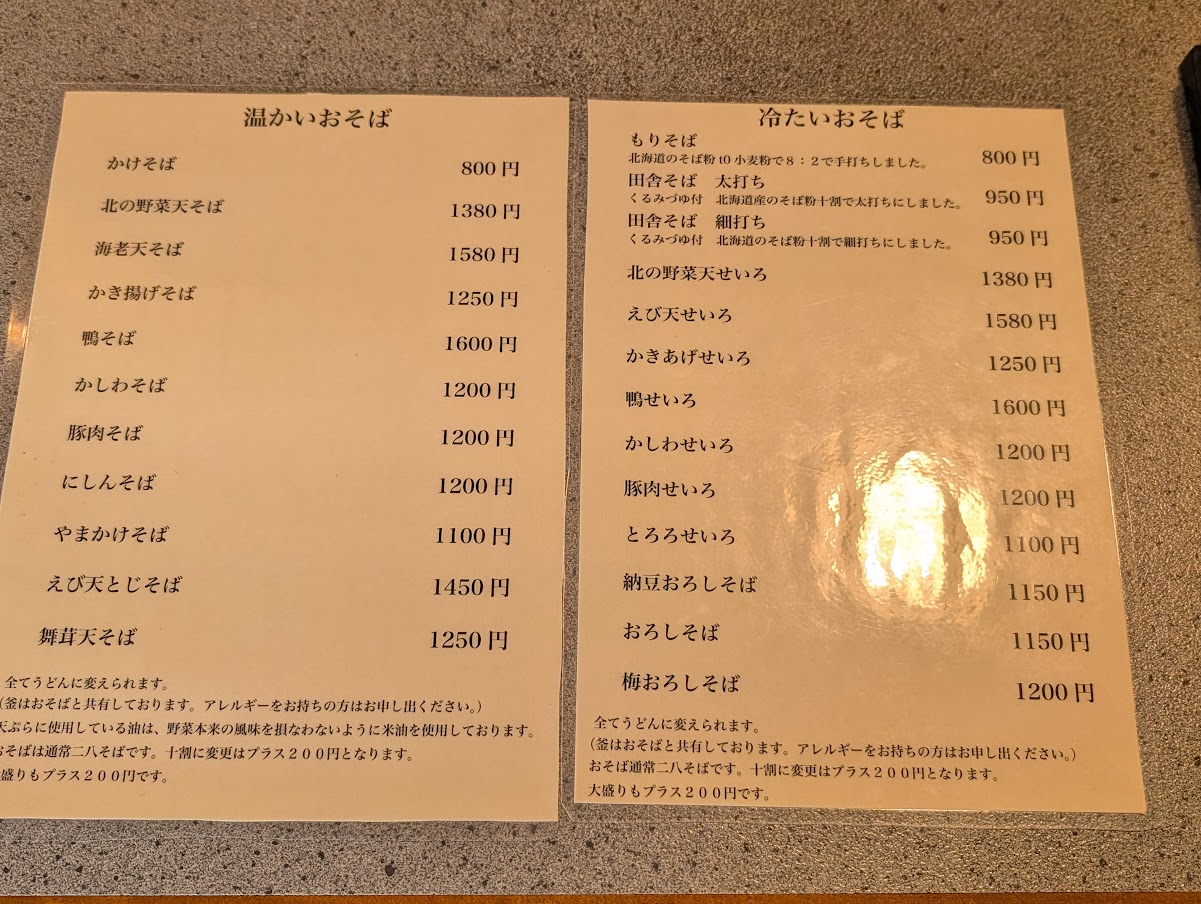 温かいおそば
かけそば 800円
北の野菜天そば 1380円
海老天そば 1580円
かき揚げそば 1250円
鴨そば 1600円
かしわそば 1200円
豚肉そば 1200円
にしんそば 1200円
やまかけそば 1100円
えび天とじそば 1450円
舞茸天そば 1250円
全てうどんに変えられます。
(釜はおそばと共有しております。アレルギーをお持ちの方はお申し出ください。)
天ぷらに使用している油は、野菜本来の風味を損なわないように米油を使用しております。
おそばは通常二八そばです。十割に変更はプラス200円となります。
盛りもプラス200円です。
冷たいおそば
もりそば 800円
北海道のそば粉t0小麦粉で8:2で手打ちしました。
田舎そば 太打ち 950円
くるみづゆ付 北海道産のそば粉十割で太打ちにしました。
田舎そば 細打ち 950円
くるみづゆ付 北海道のそば粉十割で細打ちにしました。
北の野菜天せいろ 1380円
えび天せいろ 1580円
かきあげせいろ 1250円
鴨せいろ 1600円
かしわせいろ 1200円
豚肉せいろ 1200円
とろろせいろ 1100円
納豆おろしそば 1150円
おろしそば 1150円
梅おろしそば 1200円
全てうどんに変えられます。
(釜はおそばと共有しております。アレルギーをお持ちの方はお申し出ください。)
おそば通常二八そばです。十割に変更はプラス200円となります。
大盛りもプラス200円です。